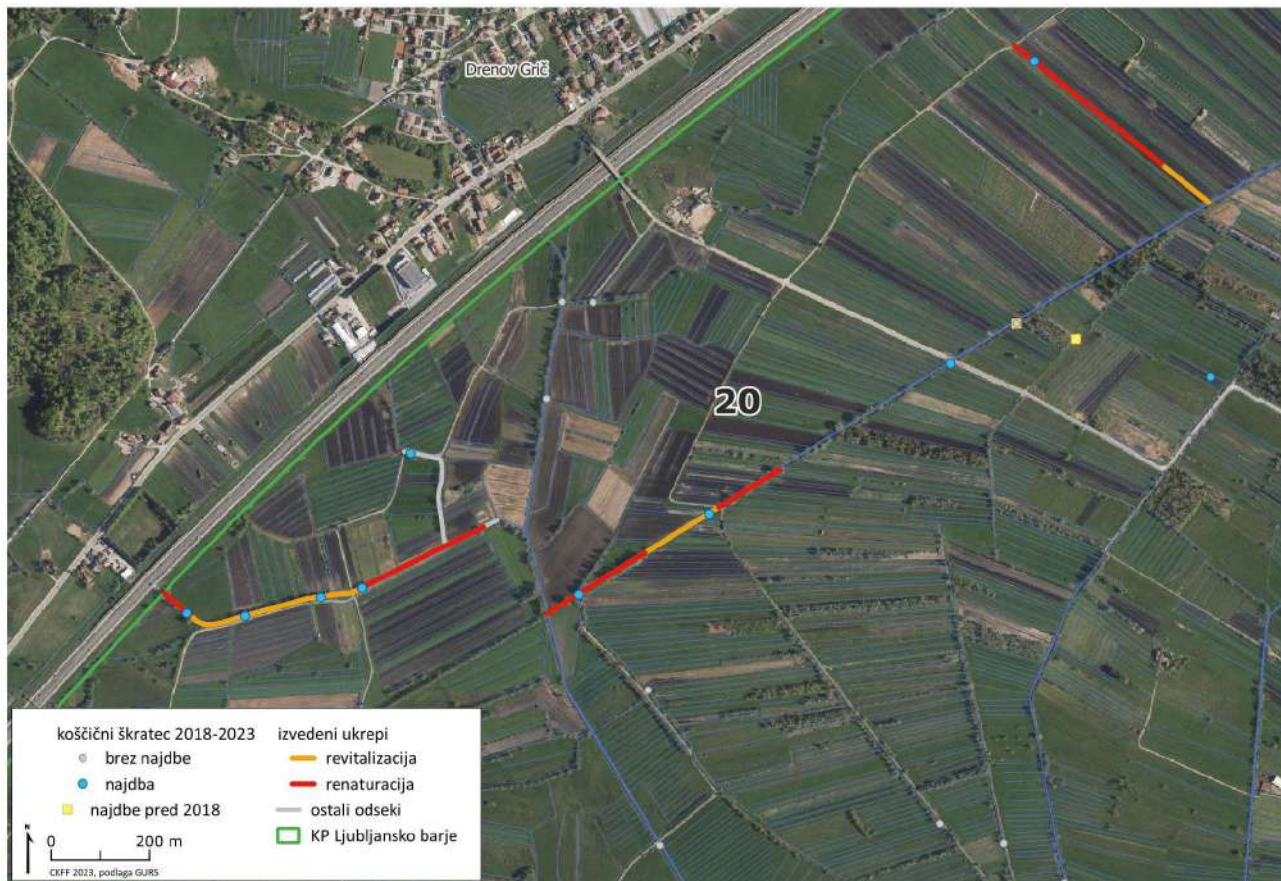 Drenov Grič
20
koščični škratec 2018-2023
brez najdbe
najdba
najdbe pred 2018
0 200 m
CKFF 2023, podlaga GURS
izvedeni ukrepi
revitalizacija
renaturacija
ostali odseki
KP Ljubljansko barje